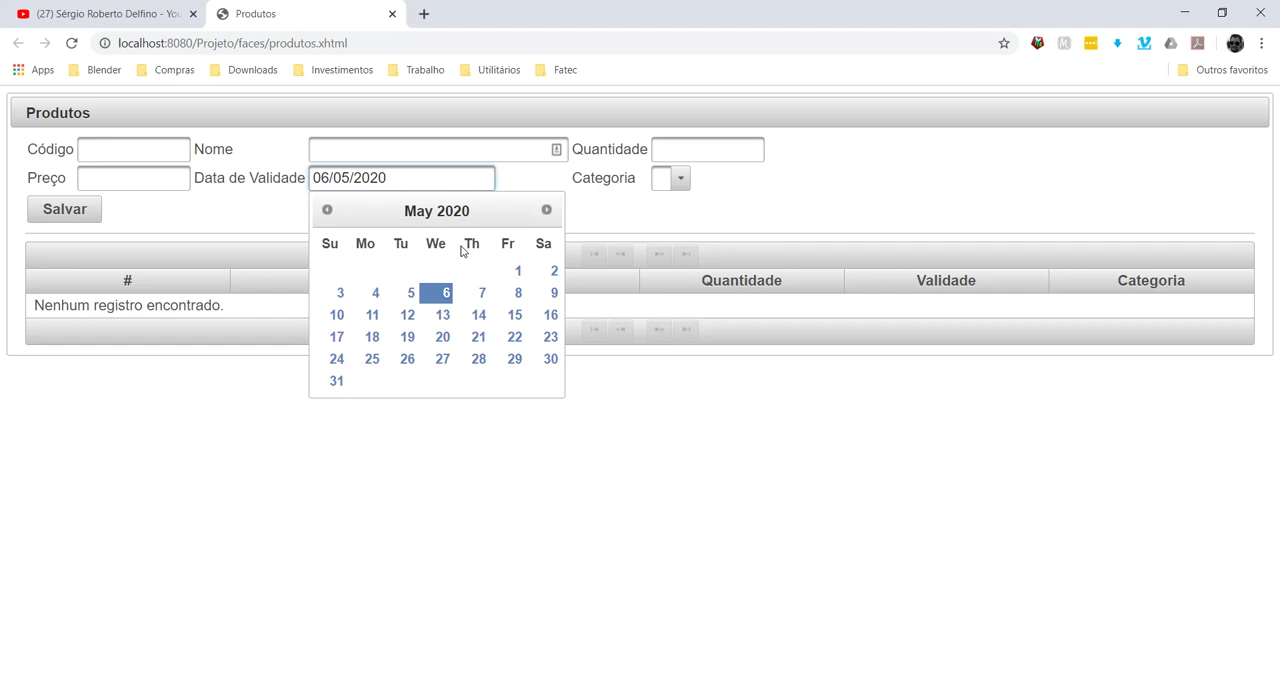 (27) Sérgio Roberto Delfino - You
Produtos
localhost:8080/Projeto/faces/produtos.xhtml
Apps Blender Compras Downloads Investimentos Trabalho Utilitários Fatec Outros favoritos
Produtos
Código Nome Quantidade
Preço Data de Validade 06/05/2020 Categoria
Salvar
May 2020
Su Mo Tu We Th Fr Sa
1 2
3 4 5 6 7 8 9
10 11 12 13 14 15 16
17 18 19 20 21 22 23
24 25 26 27 28 29 30
31
# Quantidade Validade Categoria
Nenhum registro encontrado.